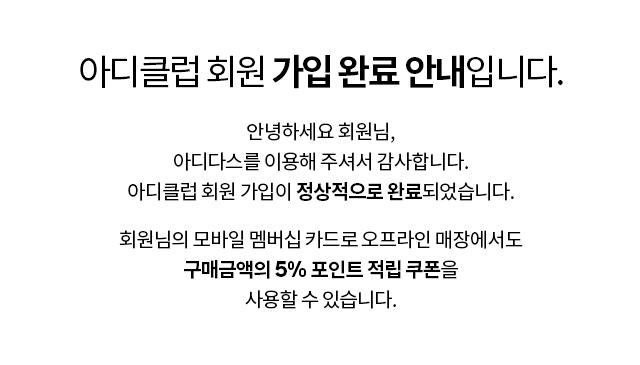 아디클럽 회원 가입 완료 안내입니다.
안녕하세요 회원님,
아디다스를 이용해 주셔서 감사합니다.
아디클럽 회원 가입이 정상적으로 완료되었습니다.
회원님의 모바일 멤버십 카드로 오프라인 매장에서도
구매금액의 5% 포인트 적립 쿠폰을
사용할 수 있습니다.